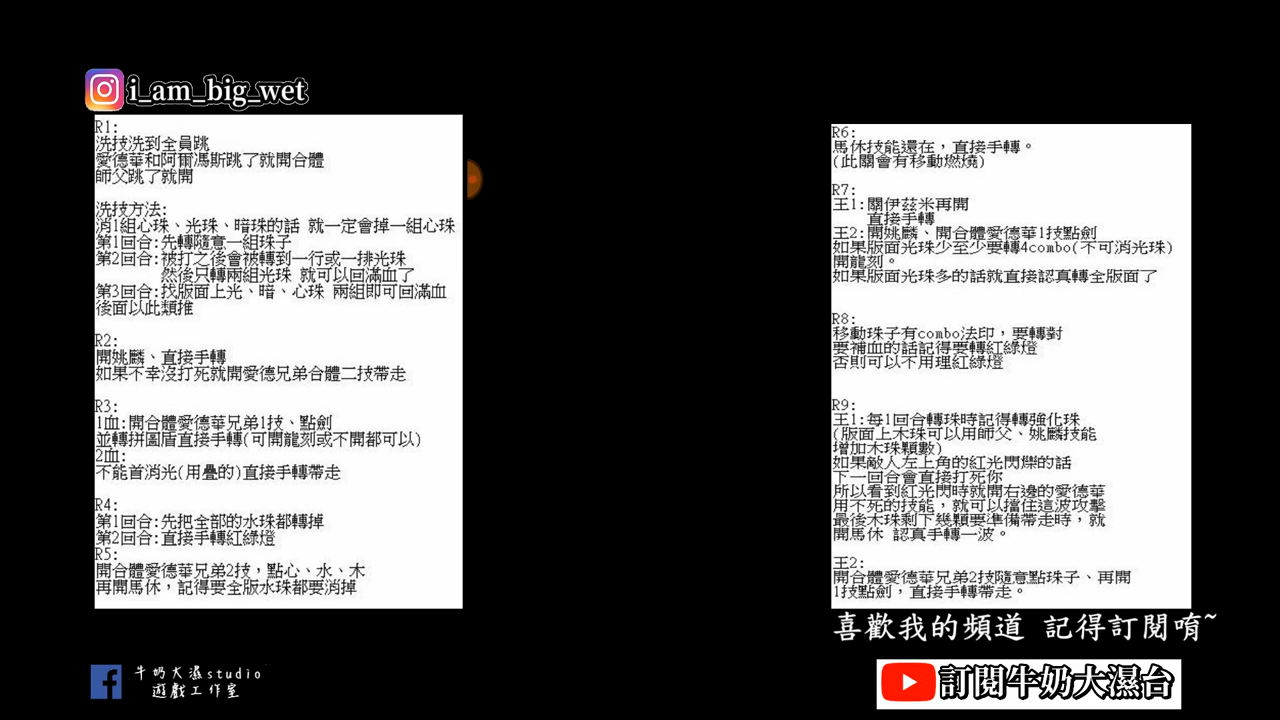 i_am_big_wet
R1:
洗技洗到全員跳
愛德華和阿爾馮斯跳了就開合體
師父跳了就開
洗技方法:
消1組心珠、光珠、暗珠的話 就一定會掉一組心珠
第1回合:先轉隨意一組珠子
第2回合:被打之後會被轉到一行或一排光珠
然後只轉兩組光珠 就可以回滿血了
第3回合:找版面上光、暗、心珠 兩組即可回滿血
後面以此類推
R2:
開姚麟、直接手轉
如果不幸沒打死就開愛德兄弟合體二技帶走
R3:
1血:開合體愛德華兄弟1技、點劍
並轉拼圖盾直接手轉(可開龍刻或不開都可以)
2血:
不能首消光(用疊的)直接手轉帶走
R4:
第1回合:先把全部的水珠都轉掉
第2回合:直接手轉紅綠燈
R5:
開合體愛德華兄弟2技，點心、水、木
再開馬休，記得要全版水珠都要消掉
R6:
馬休技能還在，直接手轉。
(此關會有移動燃燒)
R7:
王1:關伊茲米再開
直接手轉
王2:開姚麟、開合體愛德華1技點劍
如果版面光珠少至少要轉4combo(不可消光珠)
開龍刻。
如果版面光珠多的話就直接認真轉全版面了
R8:
移動珠子有combo法印，要轉對
要補血的話記得要轉紅綠燈
否則可以不用理紅綠燈
R9:
王1:每1回合轉珠時記得轉強化珠
(版面上木珠可以用師父、姚麟技能
增加木珠顆數)
如果敵人左上角的紅光閃爍的話
下一回合會直接打死你
所以看到紅光閃時就開右邊的愛德華
用不死的技能，就可以擋住這波攻擊
最後木珠剩下幾顆要準備帶走時，就
開馬休 認真手轉一波。
王2:
開合體愛德華兄弟2技隨意點珠子、再開
1技點劍，直接手轉帶走。
喜歡我的頻道 記得訂閱唷~
牛奶大濕studio
遊戲工作室
訂閱牛奶大濕台